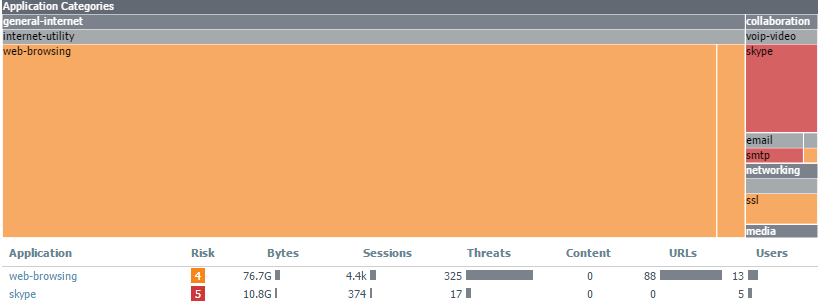 Application Categories
general-internet collaboration
internet-utility voip-video
web-browsing skype
email
smtp
networking
ssl
media
Application Risk Bytes Sessions Threats Content URLs Users
web-browsing 4 76.7G 4.4k 325 0 88 13
skype 5 10.8G 374 17 0 0 5